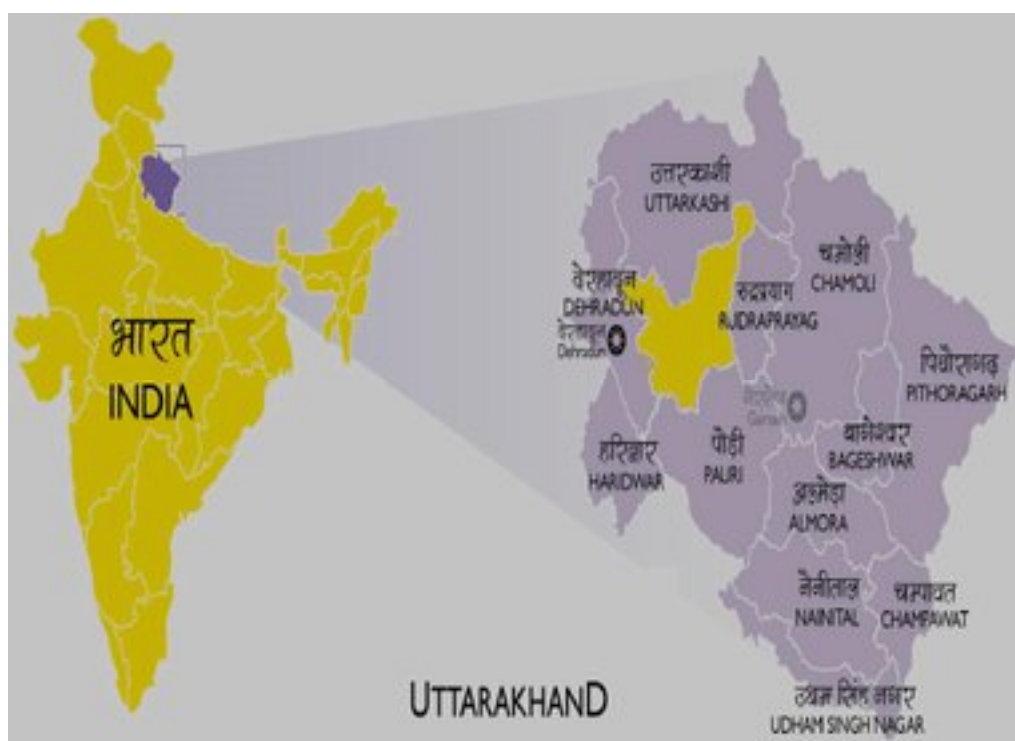 भारत
INDIA
उत्तरकाशी
UTTARKASHI
चमोली
CHAMOLI
देहरादून
DEHRADUN
देहरादून
Dehradun
रुद्रप्रयाग
RUDRAPRAYAG
पिथौरागढ़
PITHORAGARH
हरिद्वार
HARIDWAR
पौड़ी
PAURI
बागेश्वर
BAGESHWAR
अल्मोड़ा
ALMORA
नैनीताल
NAINITAL
चम्पावत
CHAMPAWAT
उधम सिंह नगर
UDHAM SINGH NAGAR
UTTARAKHAND